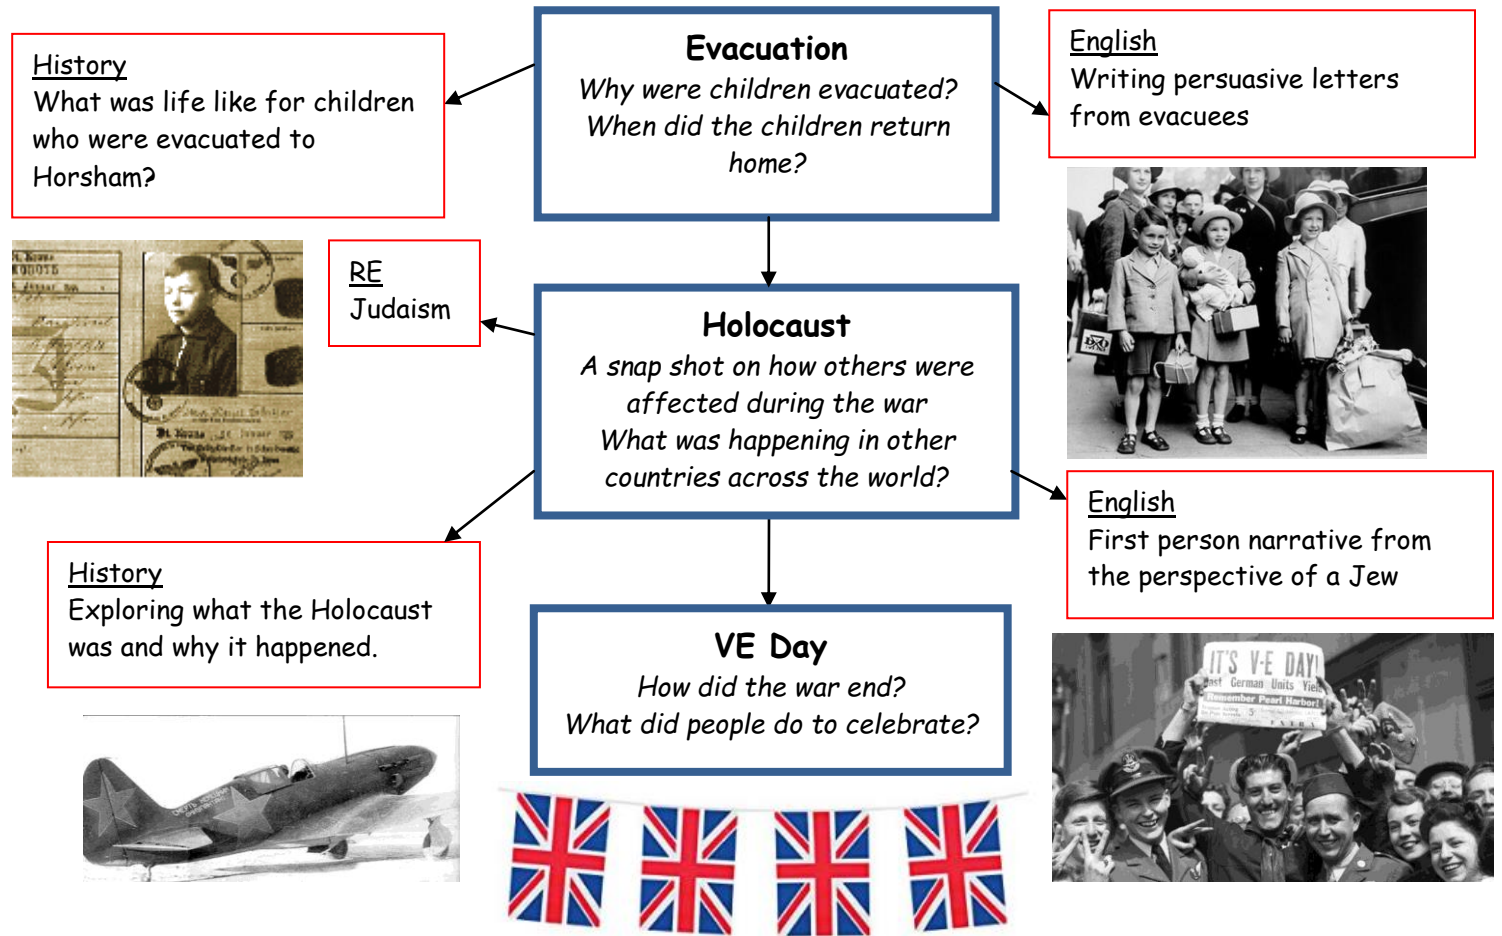 History
What was life like for children
who were evacuated to
Horsham?
Evacuation
Why were children evacuated?
When did the children return
home?
English
Writing persuasive letters
from evacuees
RE
Judaism
Holocaust
A snap shot on how others were
affected during the war
What was happening in other
countries across the world?
English
First person narrative from
the perspective of a Jew
History
Exploring what the Holocaust
was and why it happened.
VE Day
How did the war end?
What did people do to celebrate?
IT'S V-E DAY!
German Units
Remember Pearl Harbor!
EXTRA